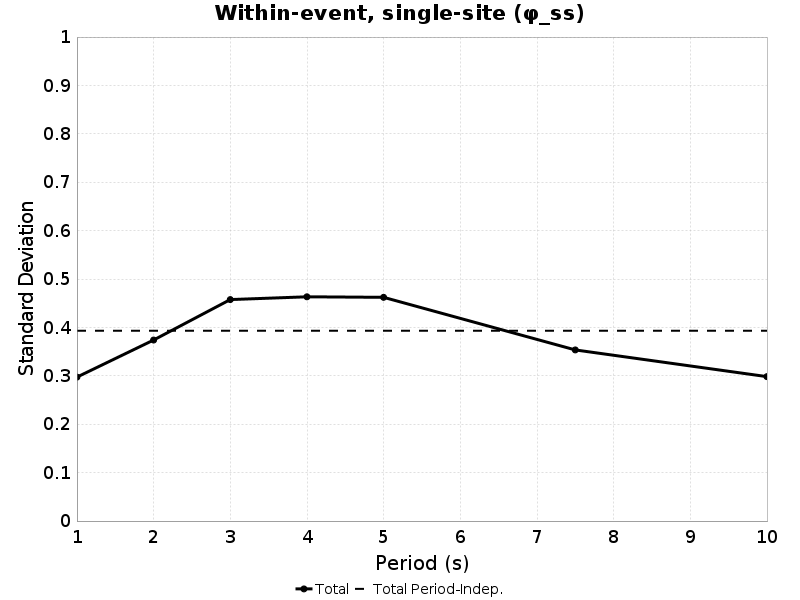 Within-event, single-site (φ_ss)
1
0.9
0.8
0.7
0.6
0.5
0.4
0.3
0.2
0.1
0
Standard Deviation
1 2 3 4 5 6 7 8 9 10
Period (s)
Total Total Period-Indep.